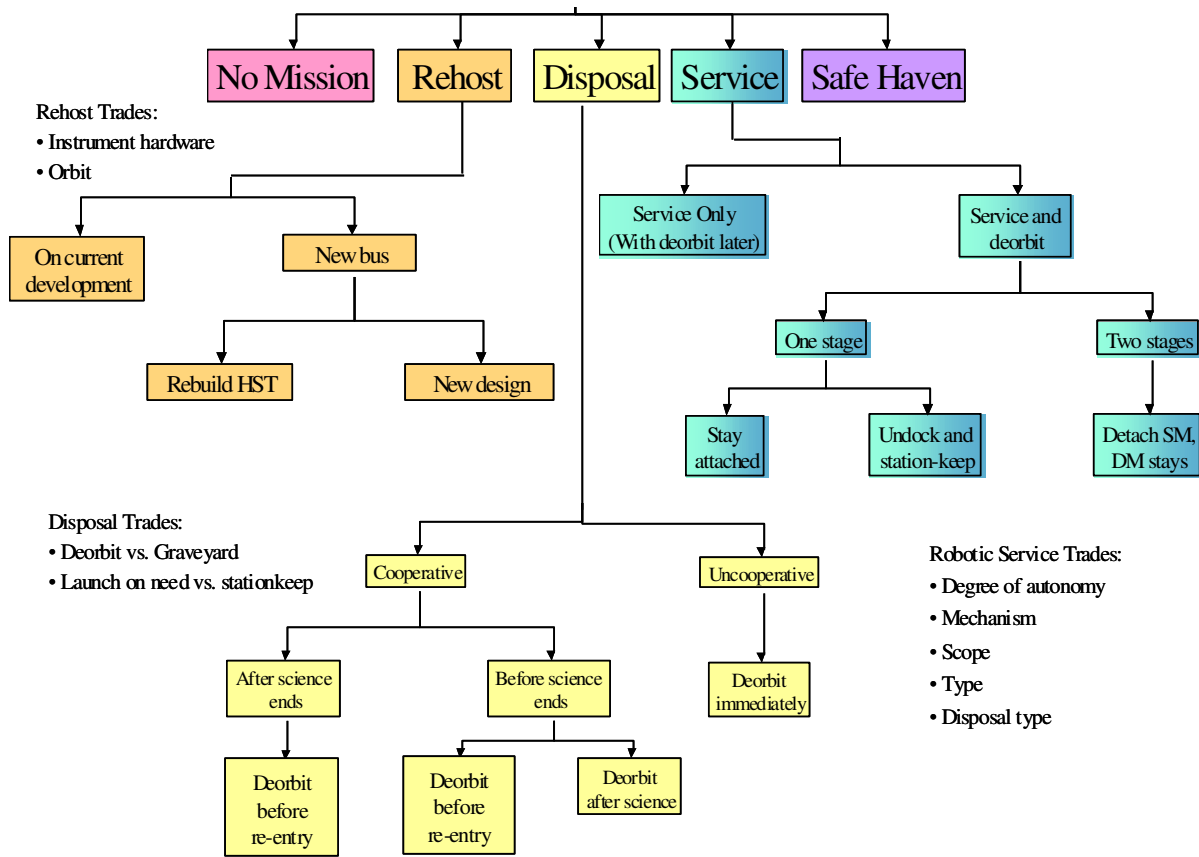 No Mission
Rehost
Disposal
Service
Safe Haven
Rehost Trades:
• Instrument hardware
• Orbit
On current
development
New bus
Rebuild HST
New design
Service Only
(With deorbit later)
Service and
deorbit
One stage
Two stages
Stay
attached
Undock and
station-keep
Detach SM,
DM stays
Disposal Trades:
• Deorbit vs. Graveyard
• Launch on need vs. stationkeep
Cooperative
Uncooperative
After science
ends
Before science
ends
Deorbit
immediately
Deorbit
before
re-entry
Deorbit
before
re-entry
Deorbit
after science
Robotic Service Trades:
• Degree of autonomy
• Mechanism
• Scope
• Type
• Disposal type